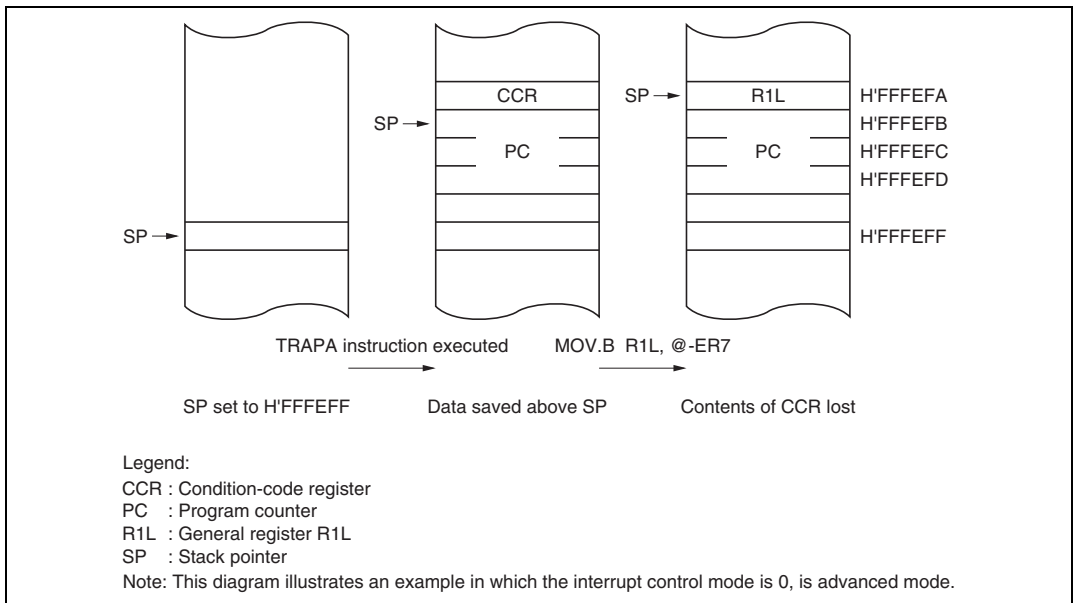 CCR SP R1L H'FFFEFA
SP H'FFFEFB
PC PC H'FFFEFC
H'FFFEFD
SP H'FFFEFF
TRAPA instruction executed MOV.B R1L, @-ER7
SP set to H'FFFEFF Data saved above SP Contents of CCR lost
Legend:
CCR : Condition-code register
PC : Program counter
R1L : General register R1L
SP : Stack pointer
Note: This diagram illustrates an example in which the interrupt control mode is 0, is advanced mode.